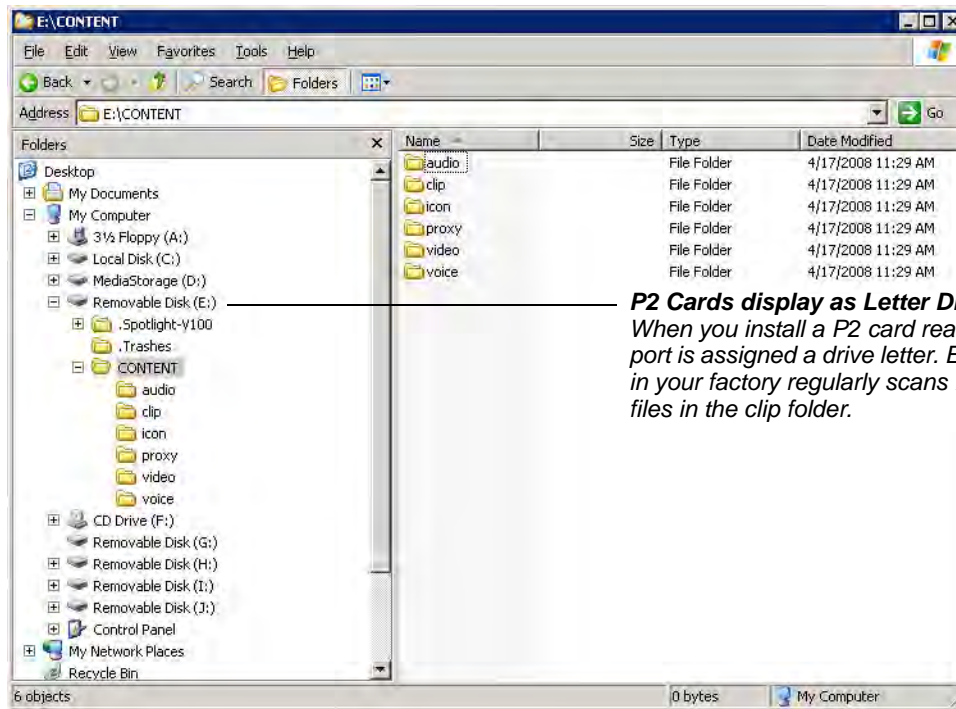 E:\CONTENT
File Edit View Favorites Tools Help
Back Search Folders
Address E:\CONTENT Go
Folders
Desktop
My Documents
My Computer
3½ Floppy (A:)
Local Disk (C:)
MediaStorage (D:)
Removable Disk (E:)
.Spotlight-V100
.Trashes
CONTENT
audio
clip
icon
proxy
video
voice
CD Drive (F:)
Removable Disk (G:)
Removable Disk (H:)
Removable Disk (I:)
Removable Disk (J:)
Control Panel
My Network Places
Recycle Bin
Name Size Type Date Modified
audio File Folder 4/17/2008 11:29 AM
clip File Folder 4/17/2008 11:29 AM
icon File Folder 4/17/2008 11:29 AM
proxy File Folder 4/17/2008 11:29 AM
video File Folder 4/17/2008 11:29 AM
voice File Folder 4/17/2008 11:29 AM
P2 Cards display as Letter
When you install a P2 card
port is assigned a drive letter.
in your factory regularly scans
files in the clip folder.
6 objects 0 bytes My Computer